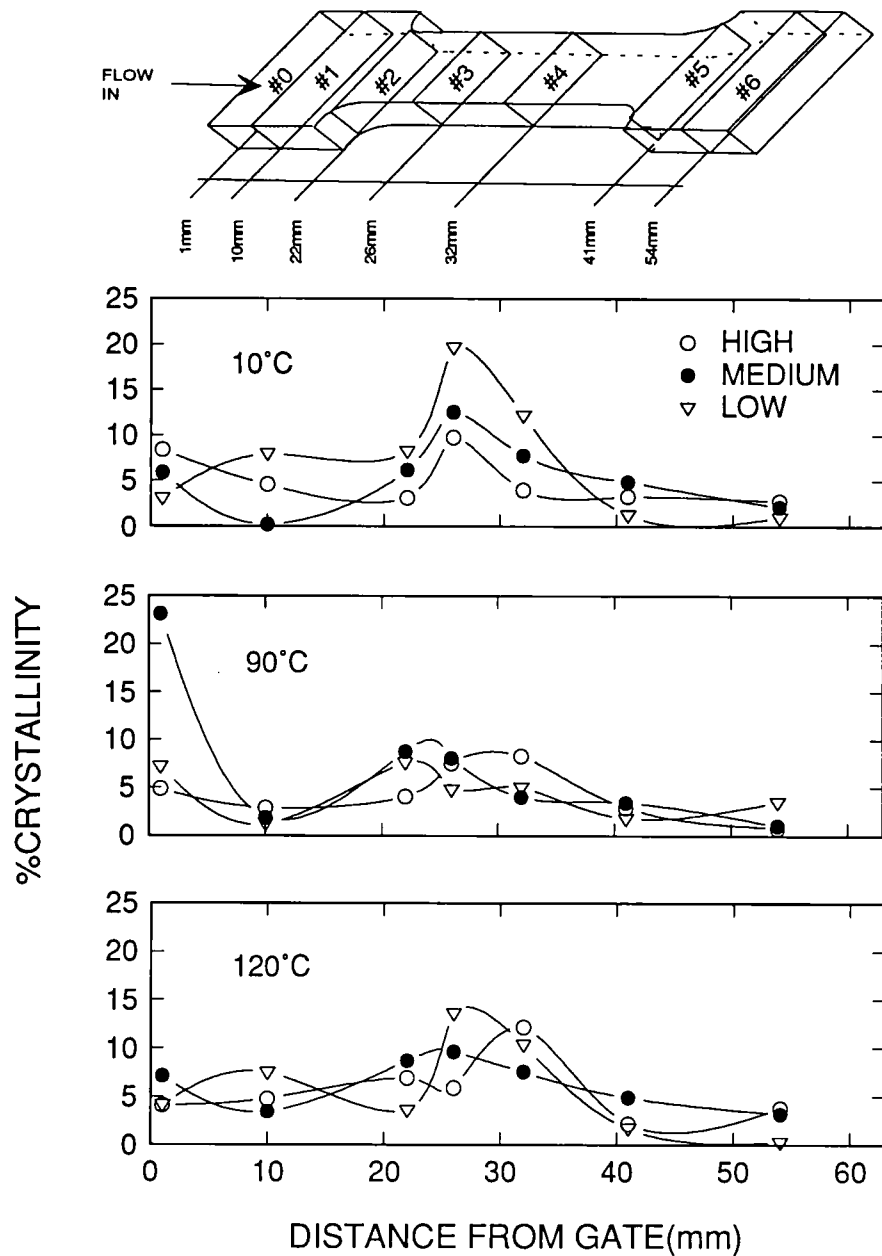 FLOW
IN
#0
#1
#2
#3
#4
#5
#6
1mm
10mm
22mm
26mm
32mm
41mm
54mm
%CRYSTALLINITY
25
20
15
10
5
0
10°C
HIGH
MEDIUM
LOW
25
20
15
10
5
0
90°C
25
20
15
10
5
0
120°C
0 10 20 30 40 50 60
DISTANCE FROM GATE(mm)